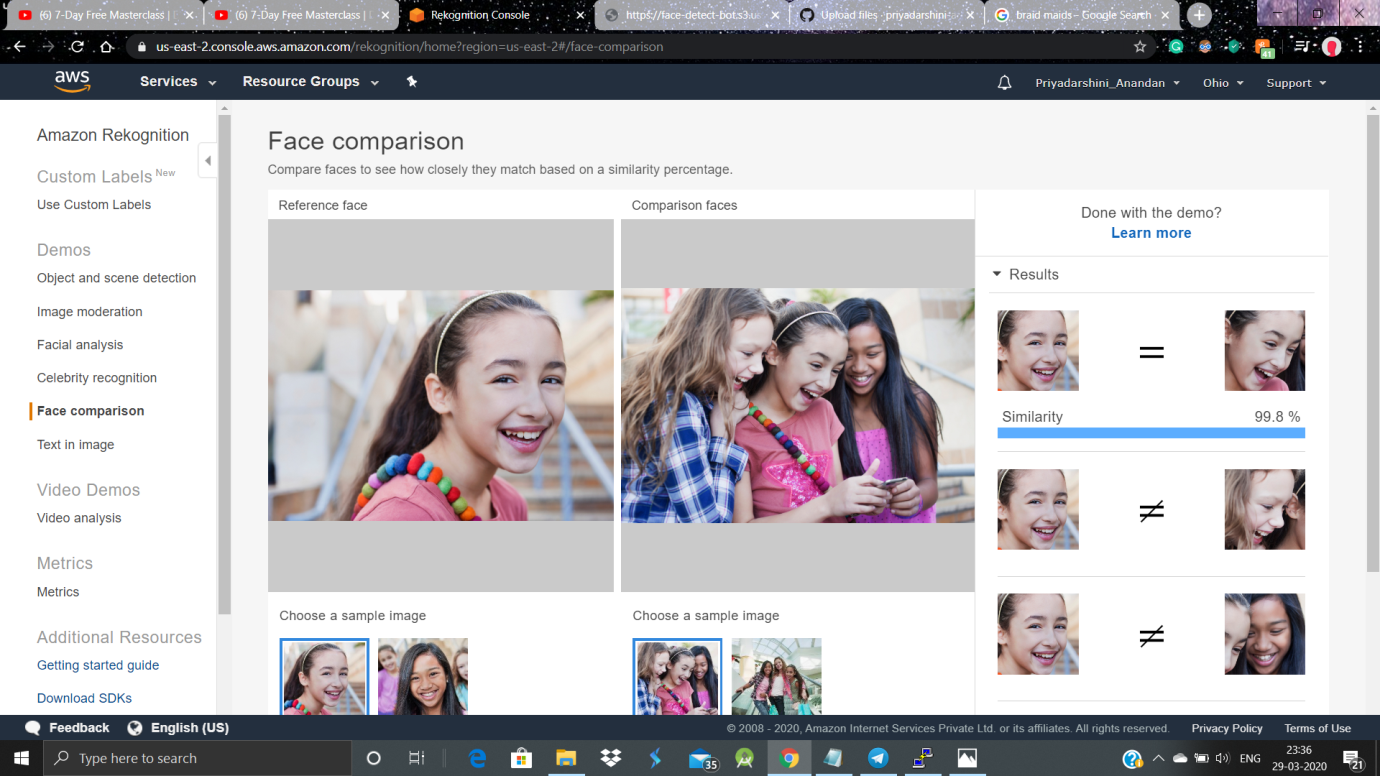 (6) 7-Day Free Masterclass | (6) 7-Day Free Masterclass | Rekognition Console https://face-detect-bot.s3.us Upload files · priyadarshini- braid maids - Google Search
us-east-2.console.aws.amazon.com/rekognition/home?region=us-east-2#/face-comparison
41
aws Services Resource Groups Priyadarshini_Anandan Ohio Support
Amazon Rekognition
Custom Labels New
Use Custom Labels
Demos
Object and scene detection
Image moderation
Facial analysis
Celebrity recognition
Face comparison
Text in image
Video Demos
Video analysis
Metrics
Metrics
Additional Resources
Getting started guide
Download SDKs
Face comparison
Compare faces to see how closely they match based on a similarity percentage.
Reference face
Comparison faces
Choose a sample image
Choose a sample image
Done with the demo?
Learn more
Results
=
Similarity 99.8 %
≠
≠
Feedback English (US) © 2008 - 2020, Amazon Internet Services Private Ltd. or its affiliates. All rights reserved. Privacy Policy Terms of Use
Type here to search
35
ENG
23:36
29-03-2020
21